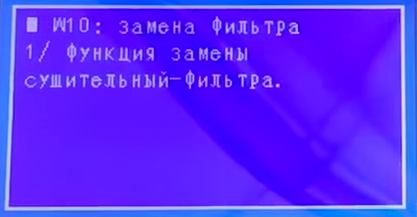 ■ W10: замена фильтра
1/ функция замены
сушительный-фильтра.